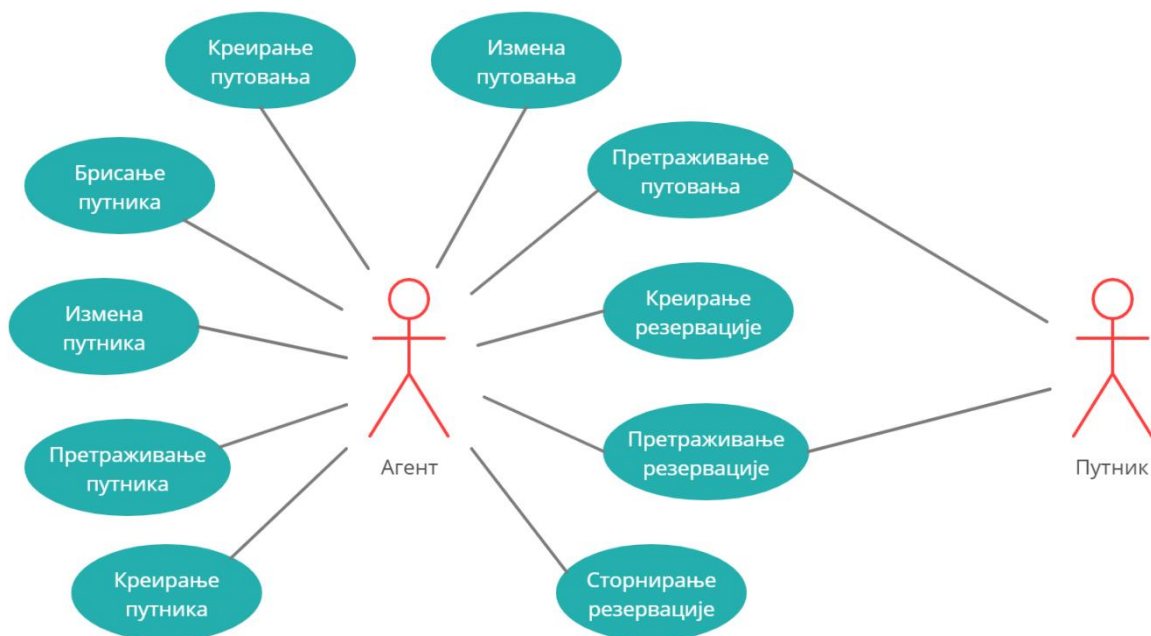 Креирање
путовања
Измена
путовања
Брисање
путника
Претраживање
путовања
Измена
путника
Креирање
резервације
Претраживање
путника
Агент
Претраживање
резервације
Путник
Креирање
путника
Сторнирање
резервације